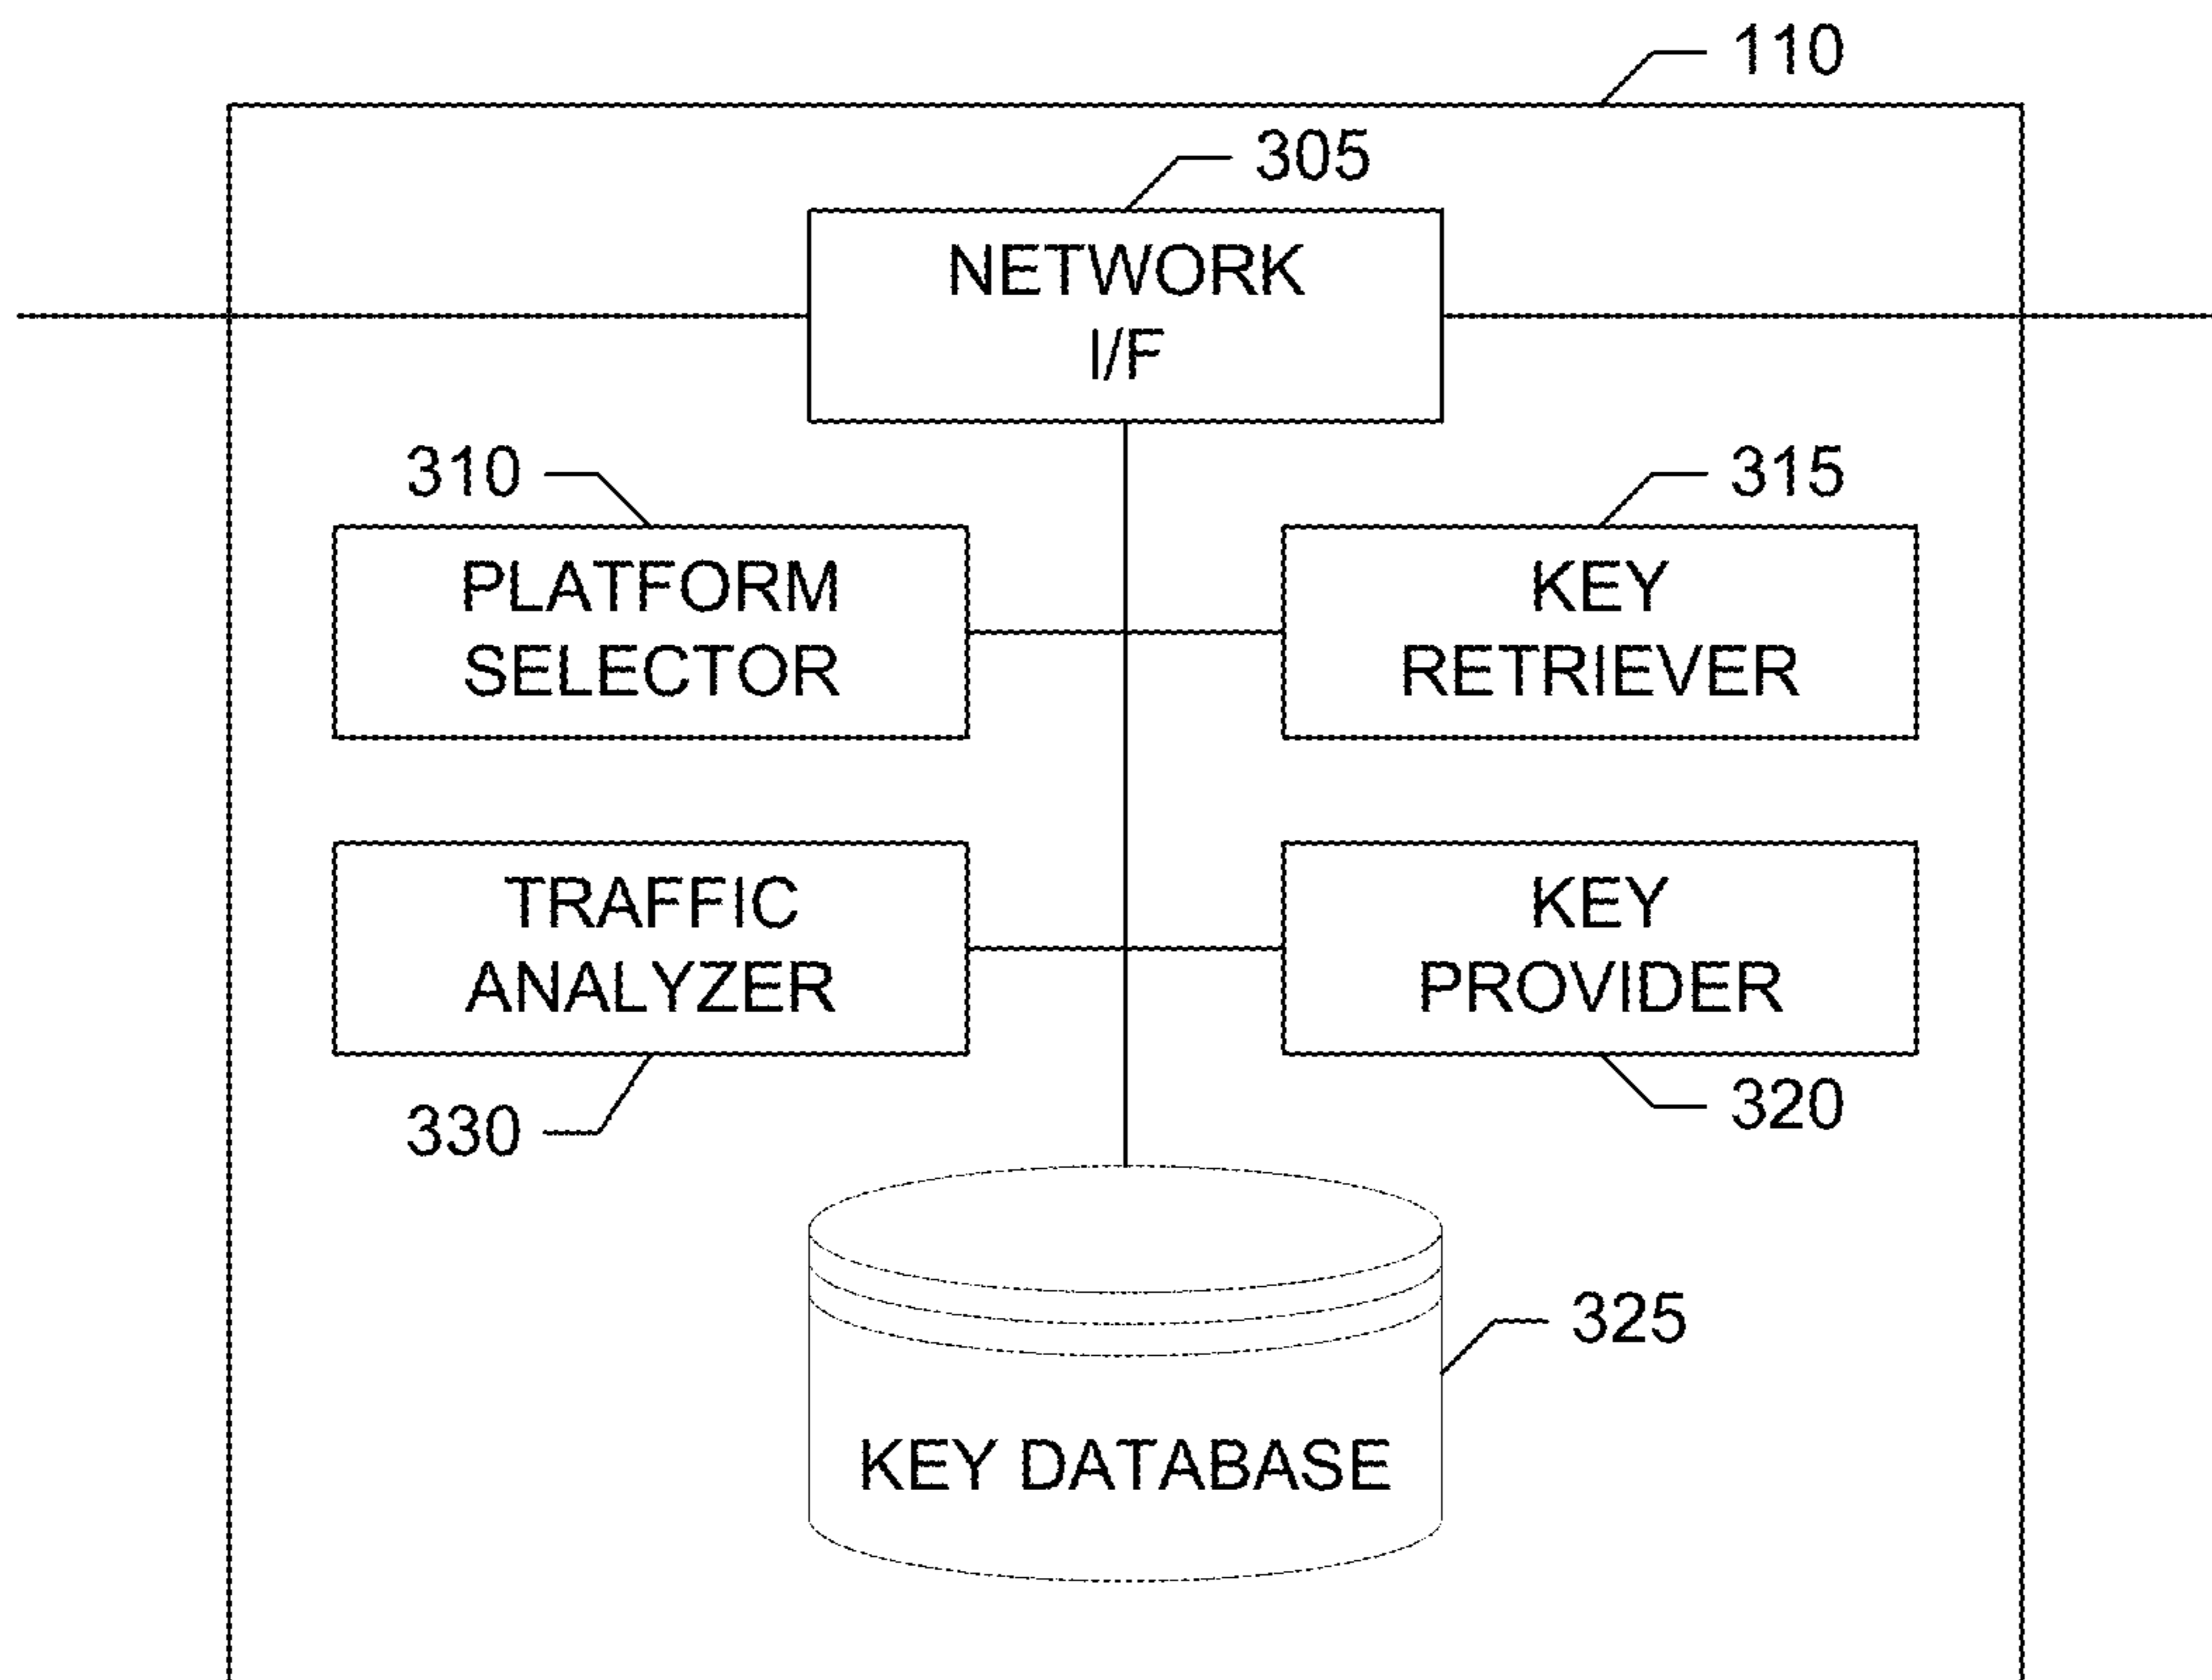 110
305
NETWORK
I/F
310
315
PLATFORM
SELECTOR
KEY
RETRIEVER
TRAFFIC
ANALYZER
KEY
PROVIDER
330
320
325
KEY DATABASE